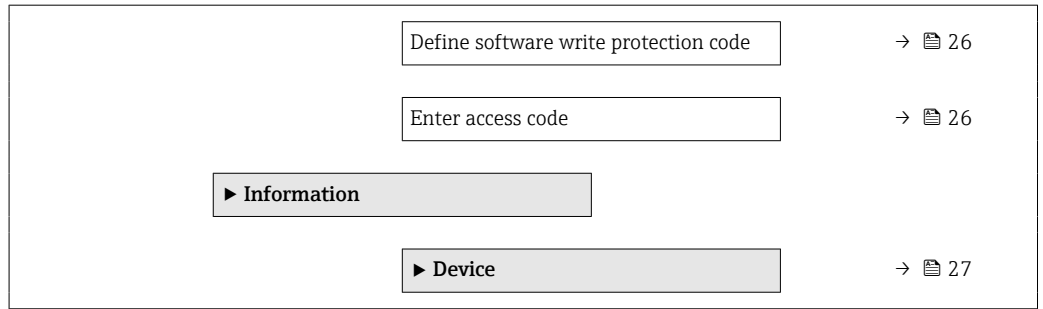 Define software write protection code → 26
Enter access code → 26
▶ Information
▶ Device → 27